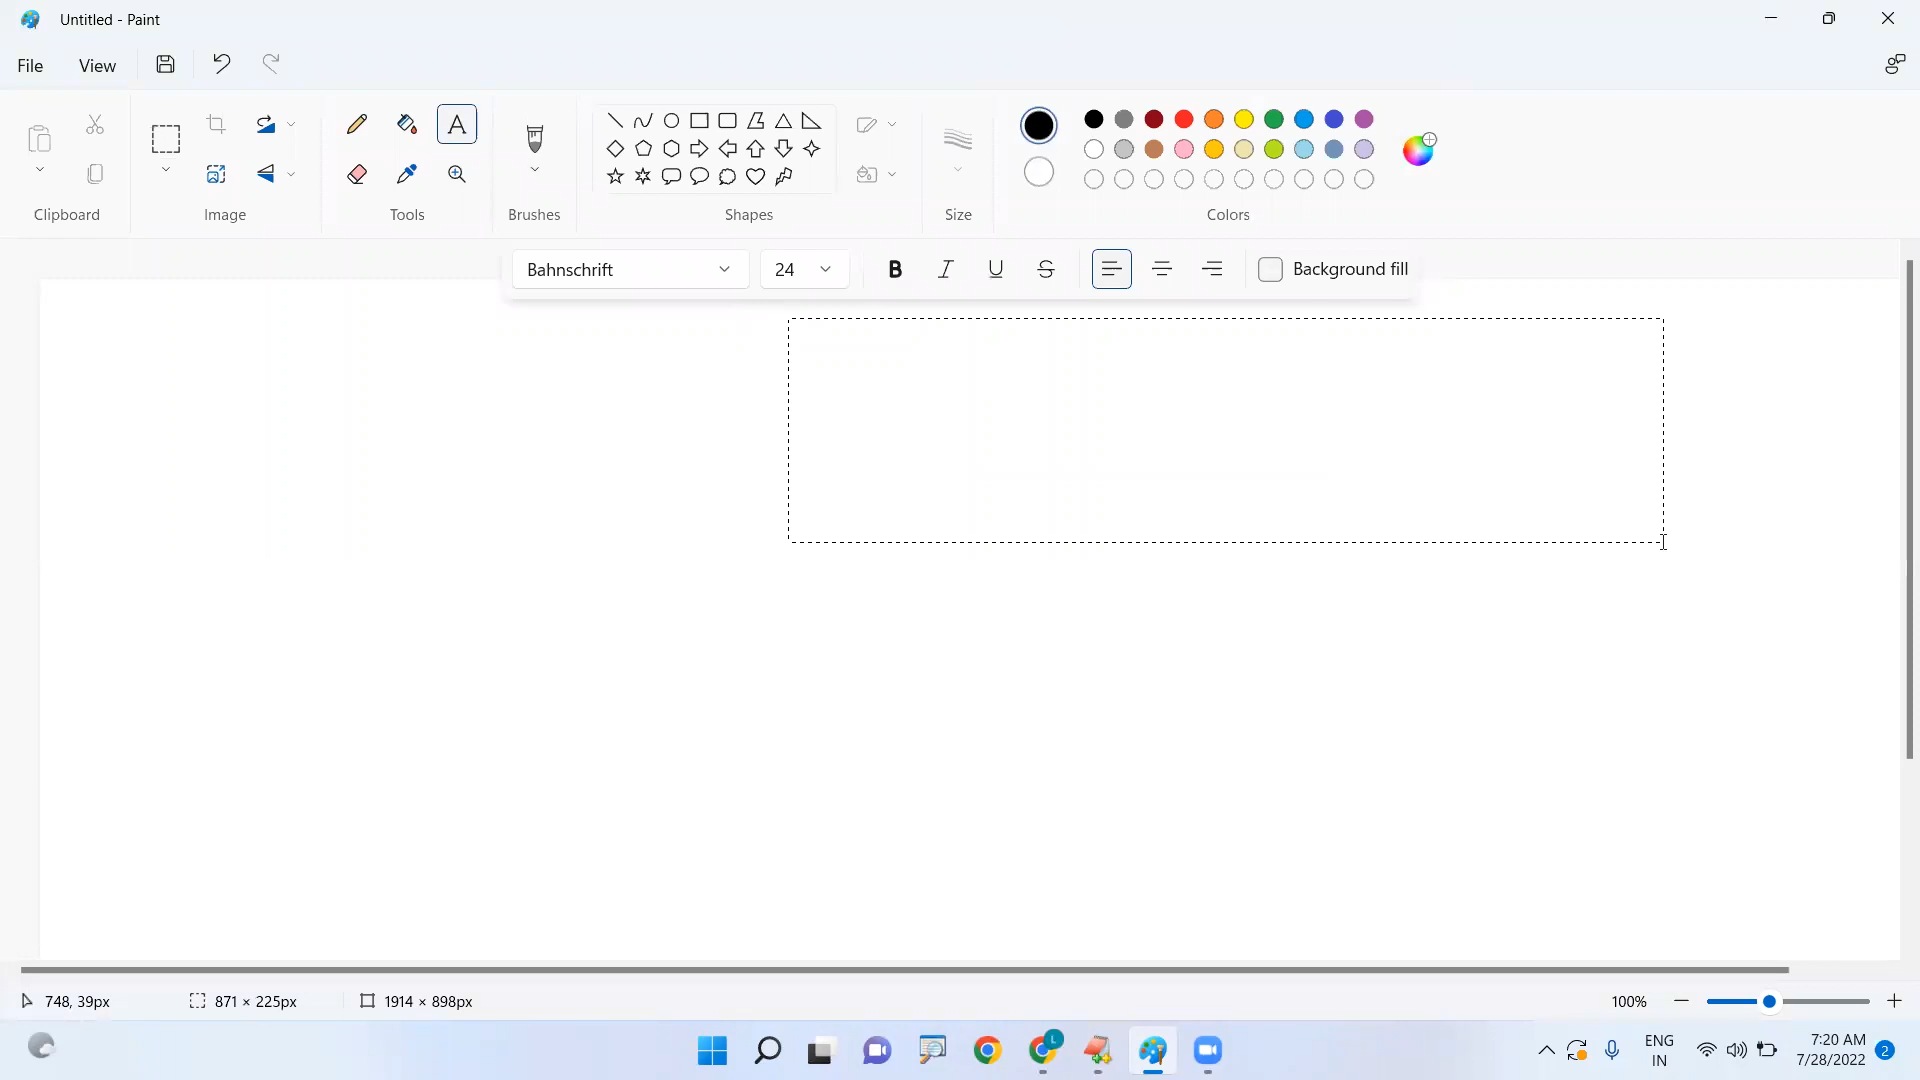 Untitled - Paint
File View
Clipboard
Image
Tools
Brushes
Shapes
Size
Colors
Bahnschrift 24 B I U S Background fill
748, 39px 871 × 225px 1914 × 898px 100%
ENG
IN
7:20 AM
7/28/2022
2
L